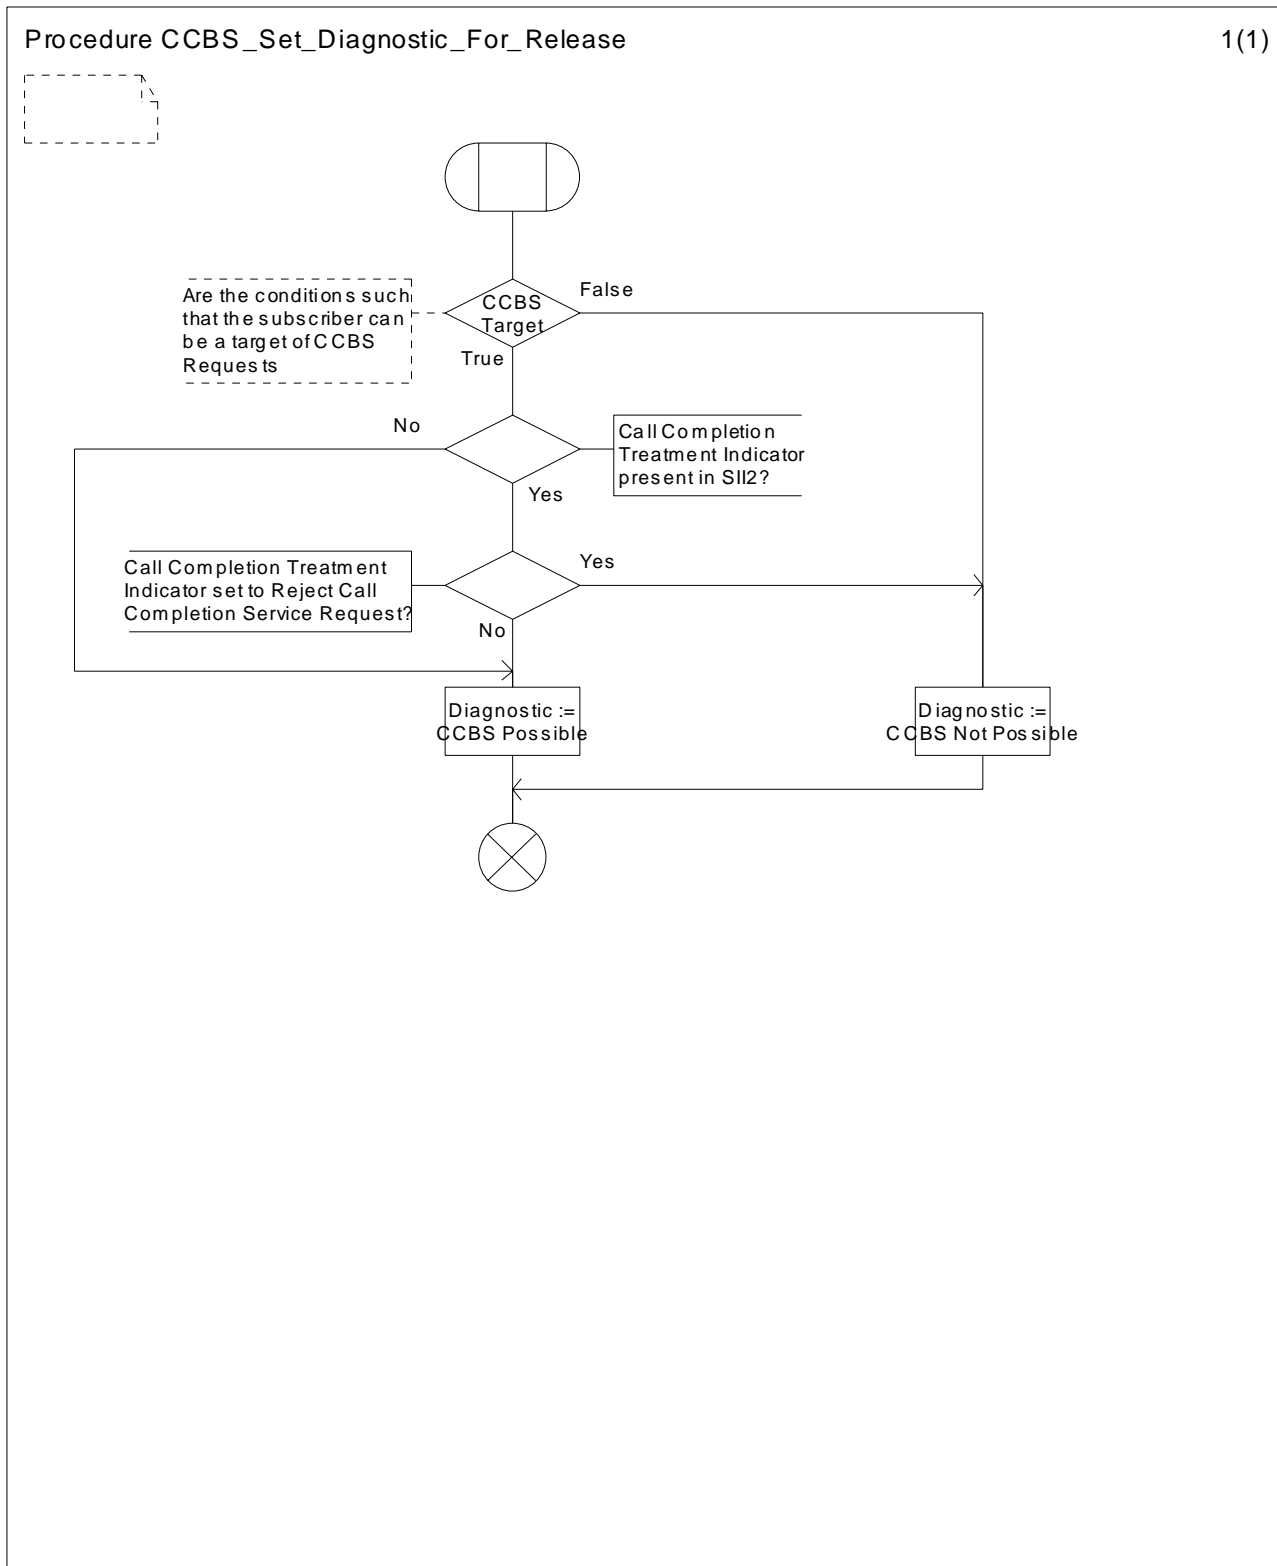 Procedure CCBS_Set_Diagnostic_For_Release
1(1)
Are the conditions such
that the subscriber can
be a target of CCBS
Requests
CCBS
Target
False
True
No
Call Completion
Treatment Indicator
present in SII2?
Yes
Call Completion Treatment
Indicator set to Reject Call
Completion Service Request?
Yes
No
Diagnostic :=
CCBS Possible
Diagnostic :=
CCBS Not Possible